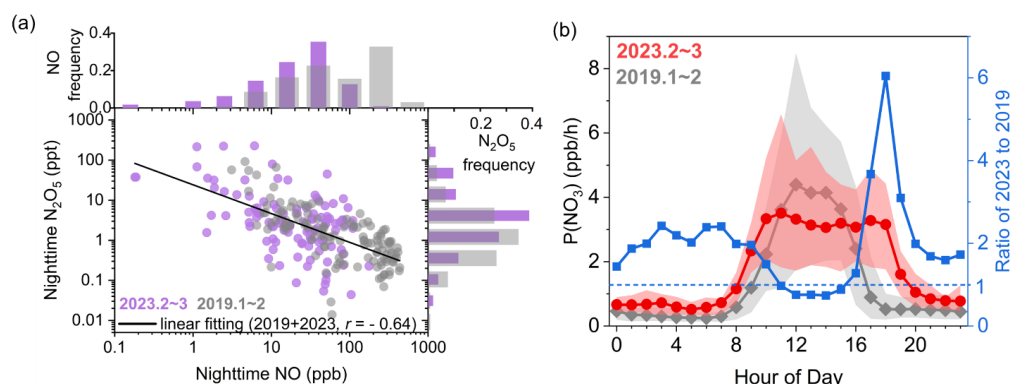 (a)
NO
frequency
0.4
0.2
0.0
1000
100
10
1
0.1
0.01
Nighttime N₂O₅ (ppt)
0.2 0.4
N₂O₅
frequency
2023.2~3 2019.1~2
linear fitting (2019+2023, r = - 0.64)
0.1 1 10 100 1000
Nighttime NO (ppb)
(b)
2023.2~3
2019.1~2
P(NO₃) (ppb/h)
8
6
4
2
0
6
4
2
1
0
Ratio of 2023 to 2019
0 4 8 12 16 20
Hour of Day